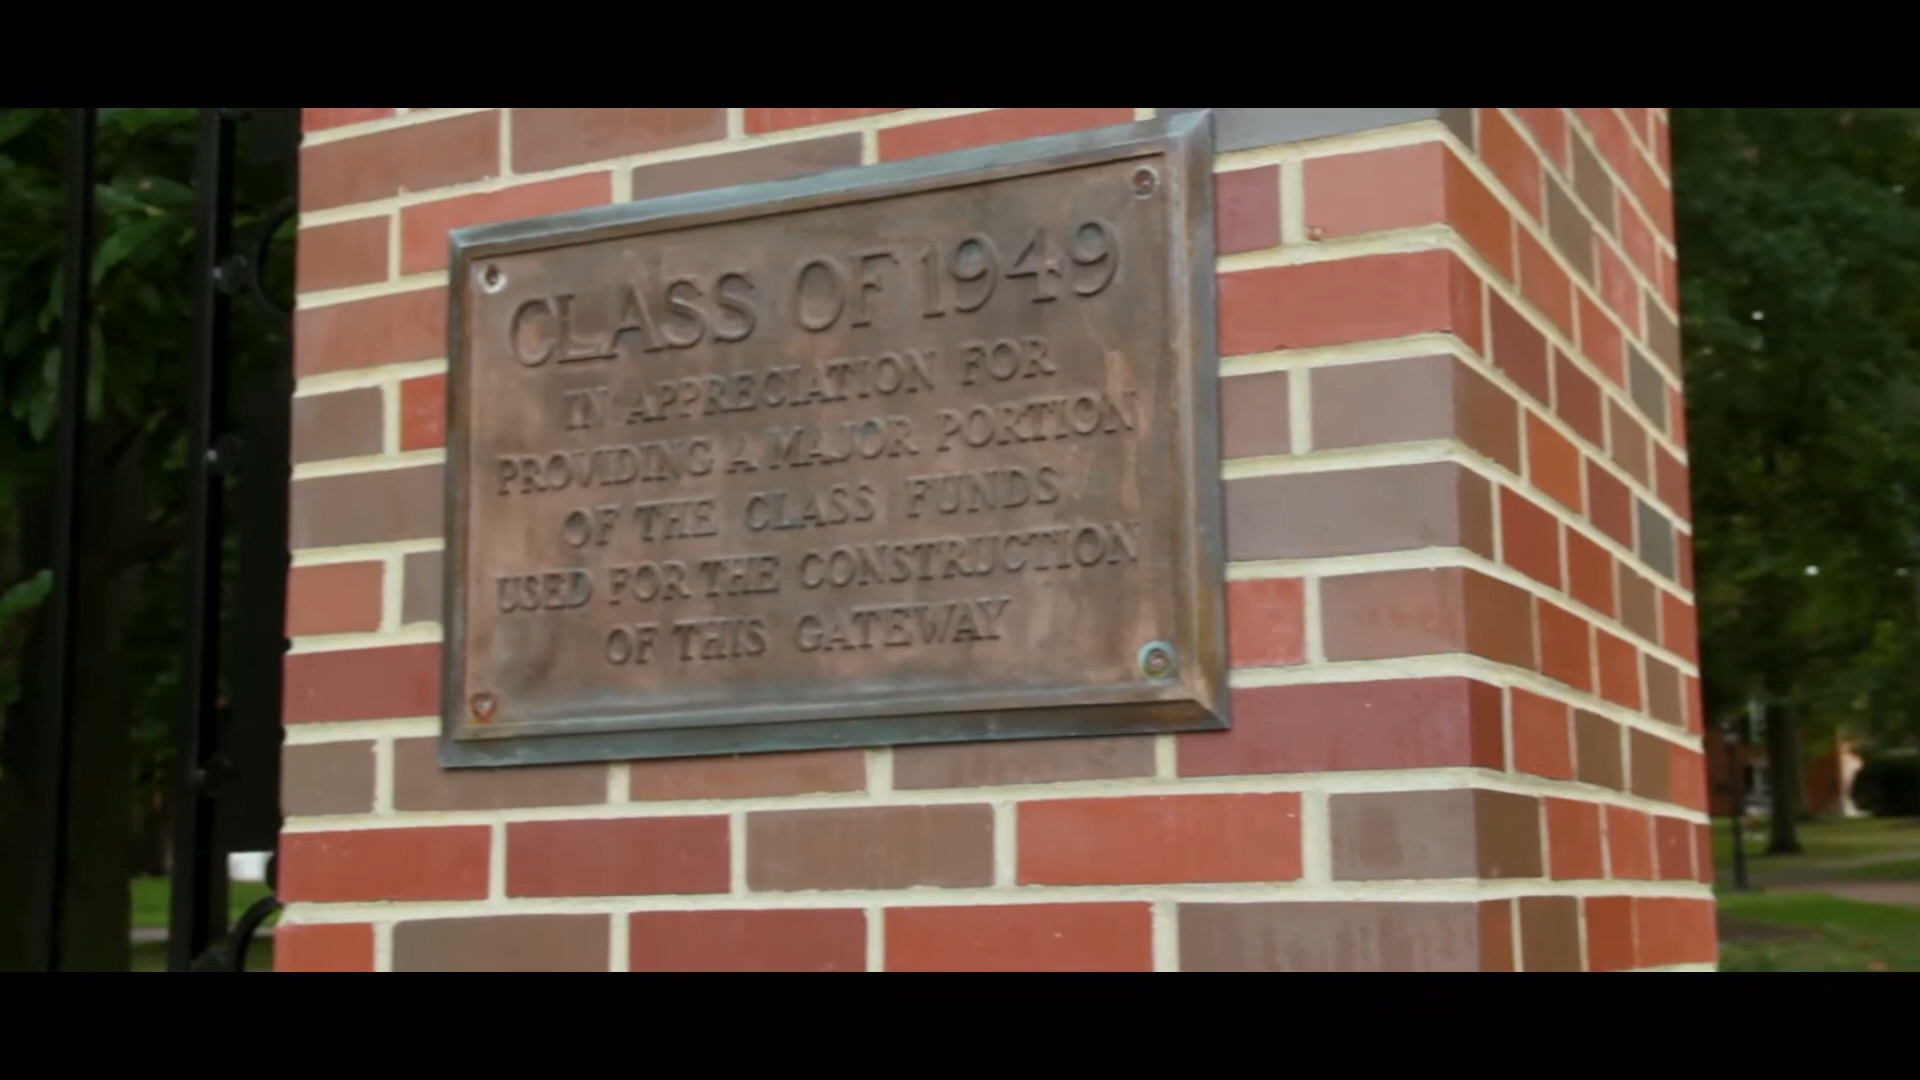 CLASS OF 1949
IN APPRECIATION FOR
PROVIDING A MAJOR PORTION
OF THE CLASS FUNDS
USED FOR THE CONSTRUCTION
OF THIS GATEWAY